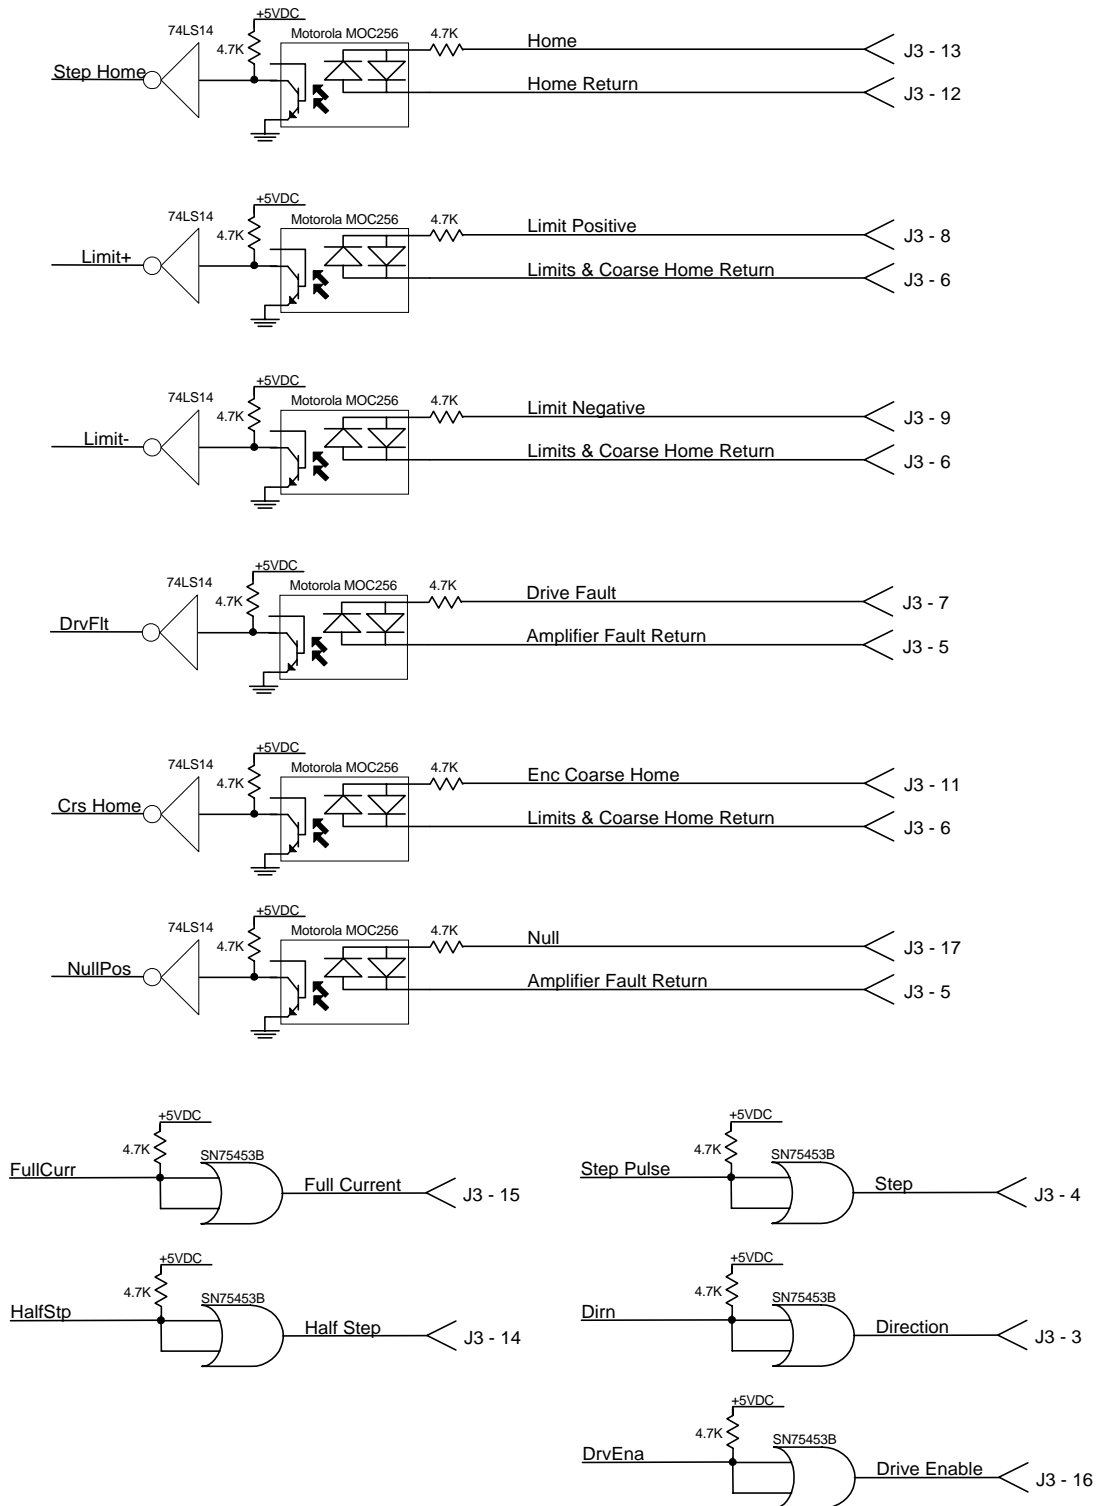 +5VDC
74LS14
4.7K
Motorola MOC256
4.7K
Home
J3 - 13
Step Home
Home Return
J3 - 12
+5VDC
74LS14
4.7K
Motorola MOC256
4.7K
Limit Positive
J3 - 8
Limit+
Limits & Coarse Home Return
J3 - 6
+5VDC
74LS14
4.7K
Motorola MOC256
4.7K
Limit Negative
J3 - 9
Limit-
Limits & Coarse Home Return
J3 - 6
+5VDC
74LS14
4.7K
Motorola MOC256
4.7K
Drive Fault
J3 - 7
DrvFlt
Amplifier Fault Return
J3 - 5
+5VDC
74LS14
4.7K
Motorola MOC256
4.7K
Enc Coarse Home
J3 - 11
Crs Home
Limits & Coarse Home Return
J3 - 6
+5VDC
74LS14
4.7K
Motorola MOC256
4.7K
Null
J3 - 17
NullPos
Amplifier Fault Return
J3 - 5
+5VDC
4.7K
SN75453B
FullCurr
Full Current
J3 - 15
+5VDC
4.7K
SN75453B
Step Pulse
Step
J3 - 4
+5VDC
4.7K
SN75453B
HalfStp
Half Step
J3 - 14
+5VDC
4.7K
SN75453B
Dirn
Direction
J3 - 3
+5VDC
4.7K
SN75453B
DrvEna
Drive Enable
J3 - 16